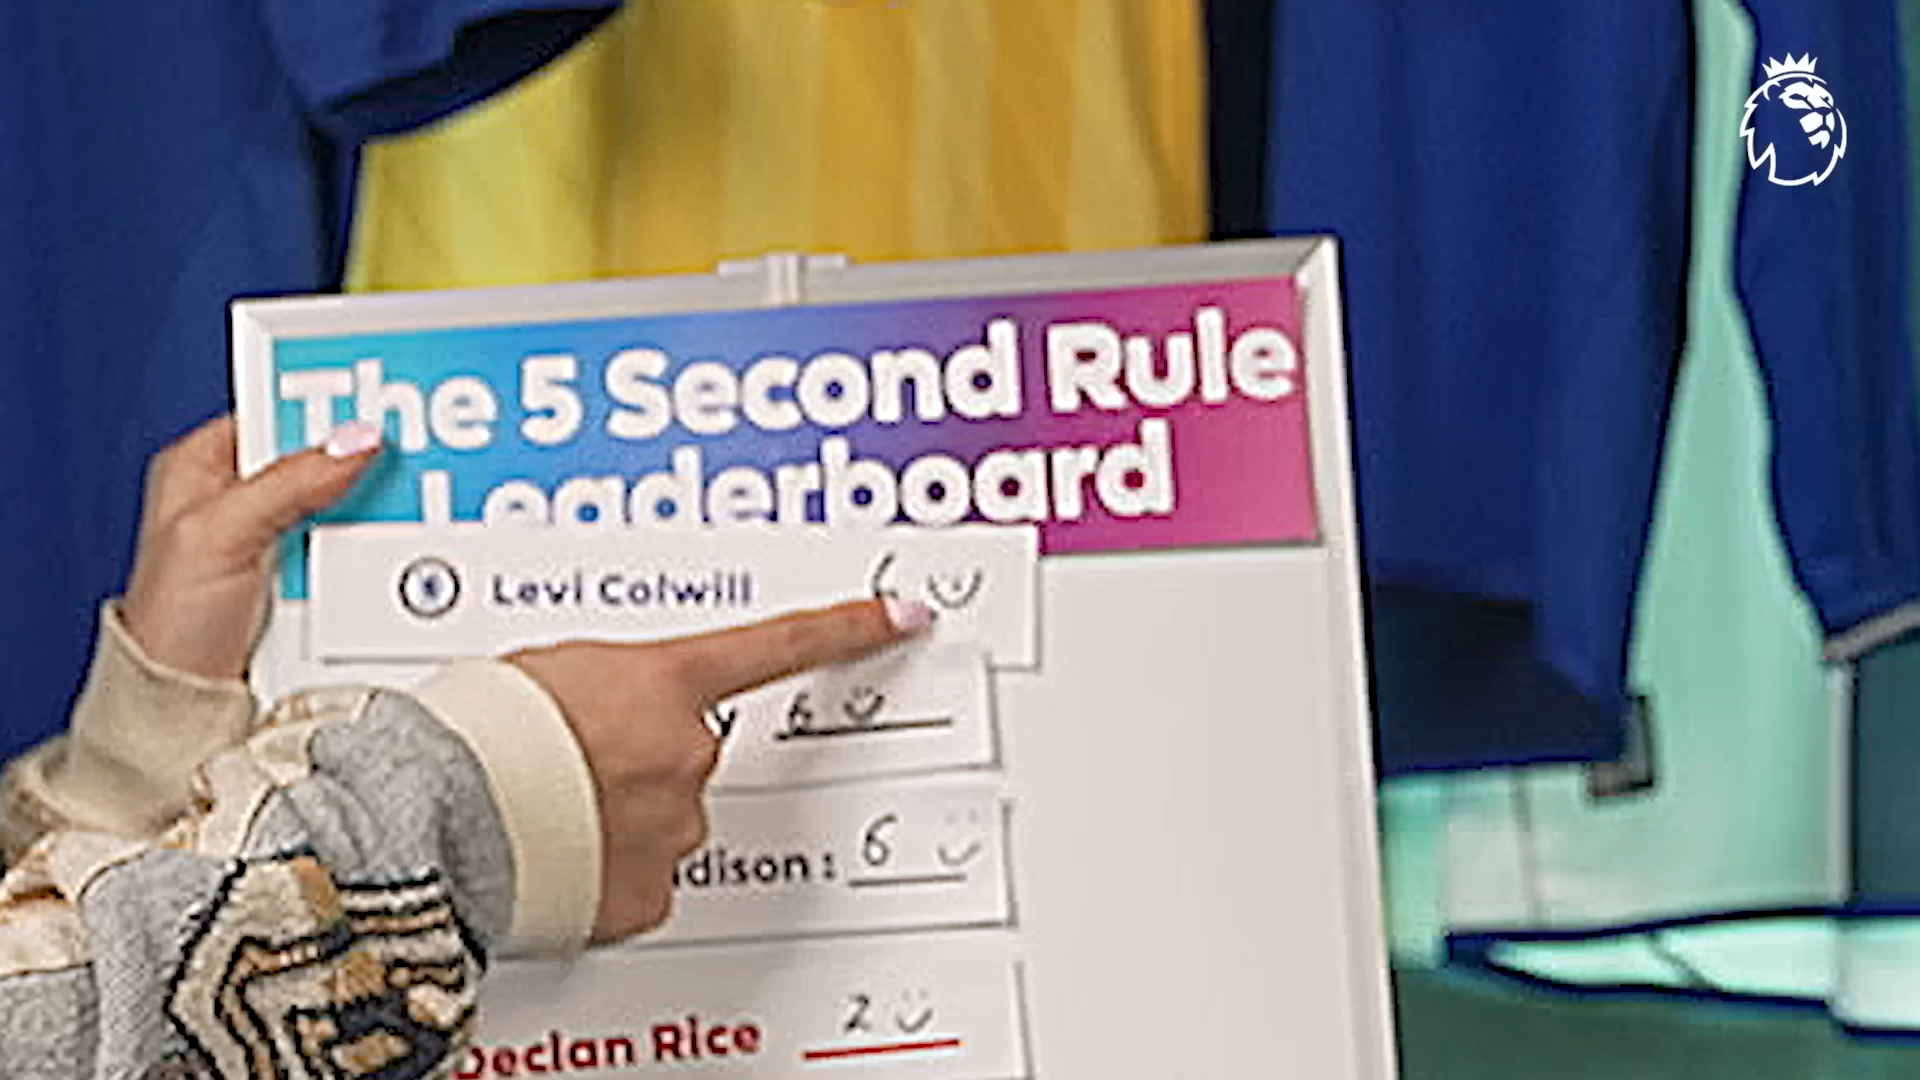 The 5 Second Rule
Leaderboard
Levi Colwill 6
y 6
dison : 6
Declan Rice 2